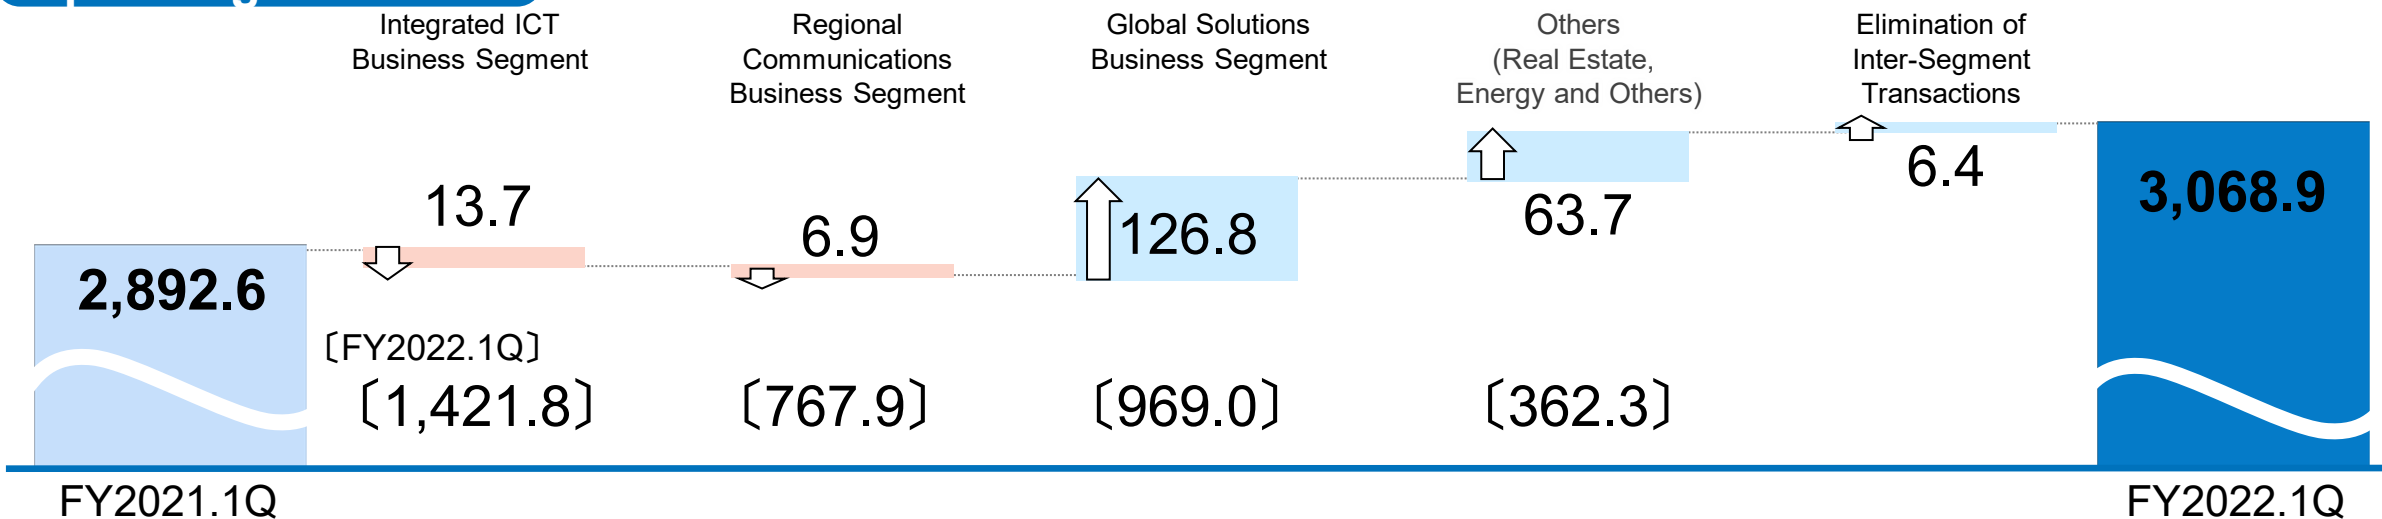 Integrated ICT
Business Segment
Regional
Communications
Business Segment
Global Solutions
Business Segment
Others
(Real Estate,
Energy and Others)
Elimination of
Inter-Segment
Transactions
2,892.6
13.7
6.9
126.8
63.7
6.4
3,068.9
〔FY2022.1Q〕
〔1,421.8〕
〔767.9〕
〔969.0〕
〔362.3〕
FY2021.1Q
FY2022.1Q